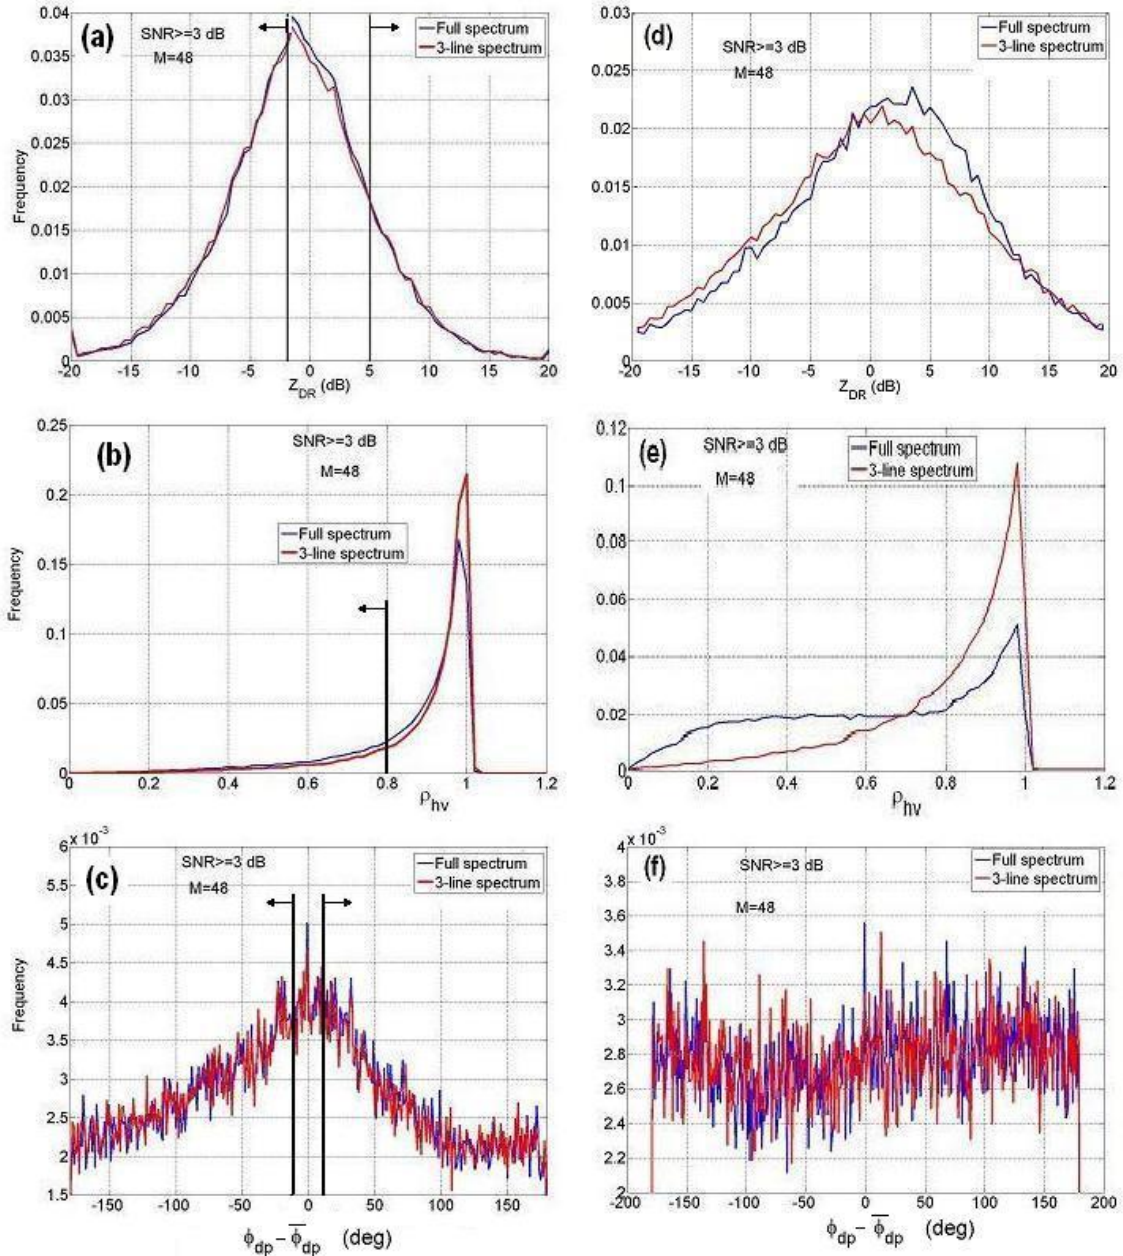 (a)
SNR>=3 dB
M=48
Full spectrum
3-line spectrum
Frequency
0.04
0.035
0.03
0.025
0.02
0.015
0.01
0.005
0
-20 -15 -10 -5 0 5 10 15 20
Z_DR (dB)
(d)
SNR>=3 dB
M=48
Full spectrum
3-line spectrum
0.03
0.025
0.02
0.015
0.01
0.005
0
-20 -15 -10 -5 0 5 10 15 20
Z_DR (dB)
(b)
SNR>=3 dB
M=48
Full spectrum
3-line spectrum
Frequency
0.25
0.2
0.15
0.1
0.05
0
0 0.2 0.4 0.6 0.8 1 1.2
ρ_hv
(e)
SNR>=3 dB
M=48
Full spectrum
3-line spectrum
0.12
0.1
0.08
0.06
0.04
0.02
0
0 0.2 0.4 0.6 0.8 1 1.2
ρ_hv
(c)
x 10^-3
SNR>=3 dB
M=48
Full spectrum
3-line spectrum
Frequency
6
5.5
5
4.5
4
3.5
3
2.5
2
1.5
-150 -100 -50 0 50 100 150
ϕ_dp - ϕ̅_dp (deg)
(f)
x 10^-3
SNR>=3 dB
M=48
Full spectrum
3-line spectrum
4
3.8
3.6
3.4
3.2
3
2.8
2.6
2.4
2.2
2
-200 -150 -100 -50 0 50 100 150 200
ϕ_dp - ϕ̅_dp (deg)